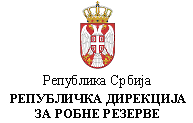 Република Србија
РЕПУБЛИЧКА ДИРЕКЦИЈА
ЗА РОБНЕ РЕЗЕРВЕ